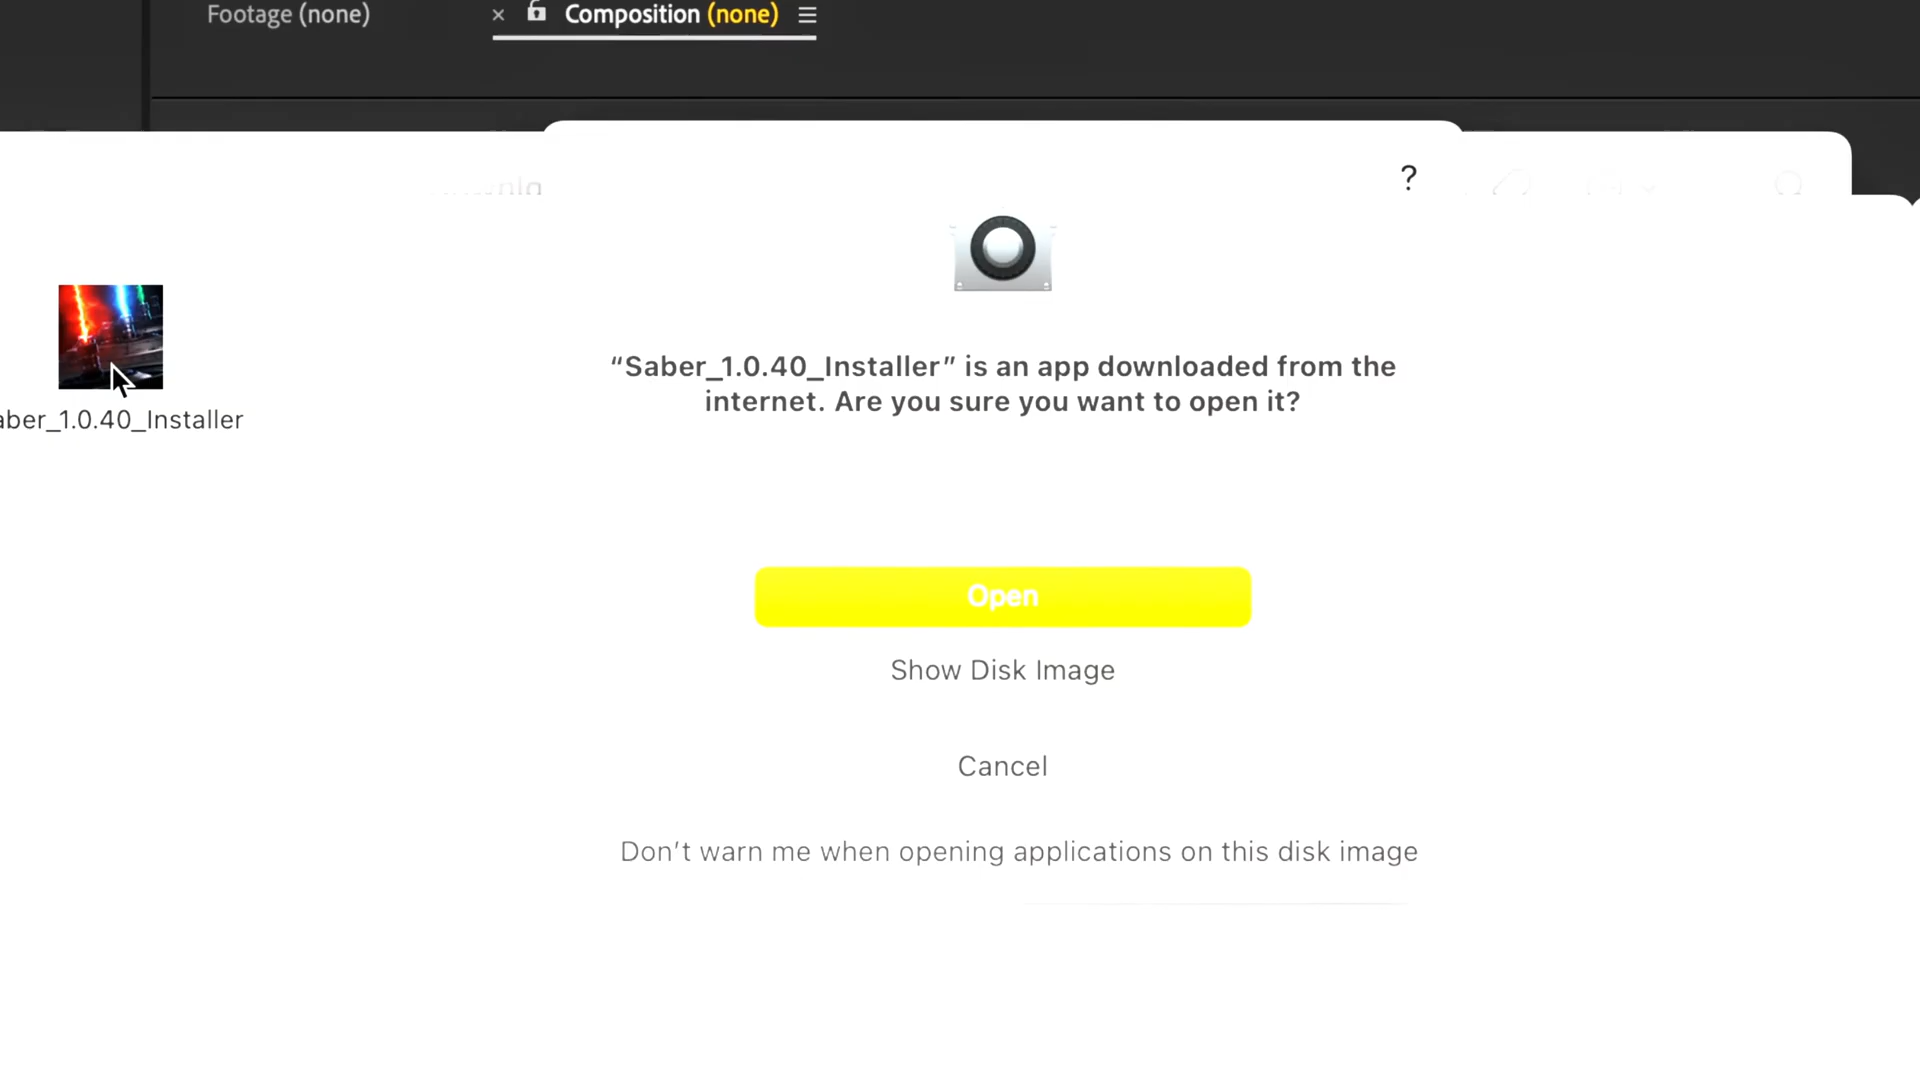 Footage (none)
× Composition (none)
?
“Saber_1.0.40_Installer” is an app downloaded from the
internet. Are you sure you want to open it?
aber_1.0.40_Installer
Open
Show Disk Image
Cancel
Don’t warn me when opening applications on this disk image